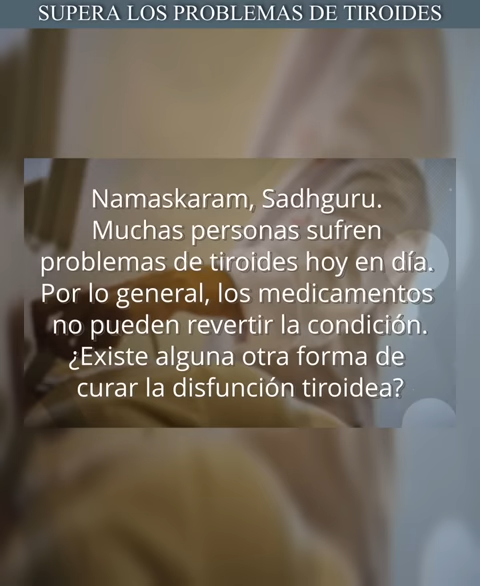 SUPERA LOS PROBLEMAS DE TIROIDES
Namaskaram, Sadhguru.
Muchas personas sufren
problemas de tiroides hoy en día.
Por lo general, los medicamentos
no pueden revertir la condición.
¿Existe alguna otra forma de
curar la disfunción tiroidea?